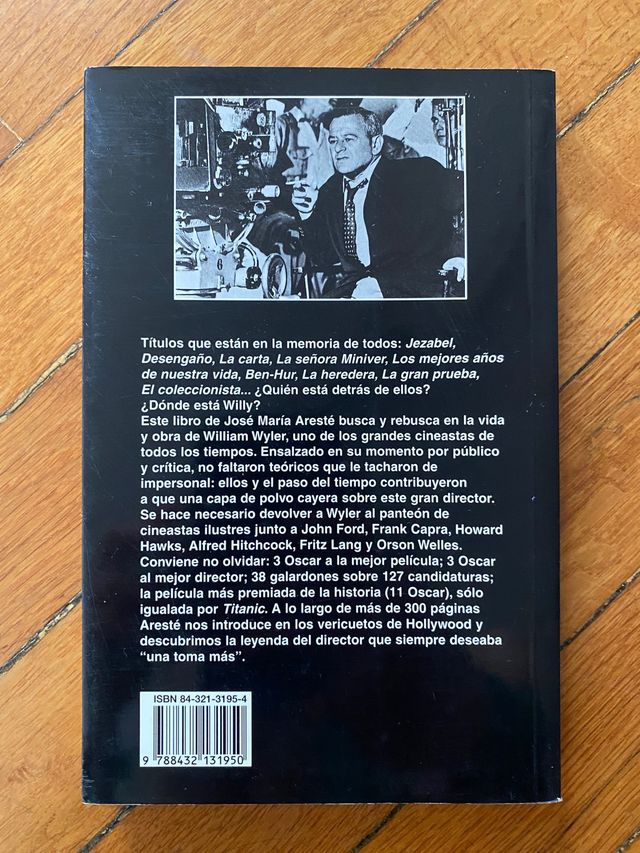 6
Títulos que están en la memoria de todos: Jezabel,
Desengaño, La carta, La señora Miniver, Los mejores años
de nuestra vida, Ben-Hur, La heredera, La gran prueba,
El coleccionista... ¿Quién está detrás de ellos?
¿Dónde está Willy?
Este libro de José María Aresté busca y rebusca en la vida
y obra de William Wyler, uno de los grandes cineastas de
todos los tiempos. Ensalzado en su momento por público
y crítica, no faltaron teóricos que le tacharon de
impersonal: ellos y el paso del tiempo contribuyeron
a que una capa de polvo cayera sobre este gran director.
Se hace necesario devolver a Wyler al panteón de
cineastas ilustres junto a John Ford, Frank Capra, Howard
Hawks, Alfred Hitchcock, Fritz Lang y Orson Welles.
Conviene no olvidar: 3 Oscar a la mejor película; 3 Oscar
al mejor director; 38 galardones sobre 127 candidaturas;
la película más premiada de la historia (11 Oscar), sólo
igualada por Titanic. A lo largo de más de 300 páginas
Aresté nos introduce en los vericuetos de Hollywood y
descubrimos la leyenda del director que siempre deseaba
“una toma más”.
ISBN 84-321-3195-4
9 788432 131950